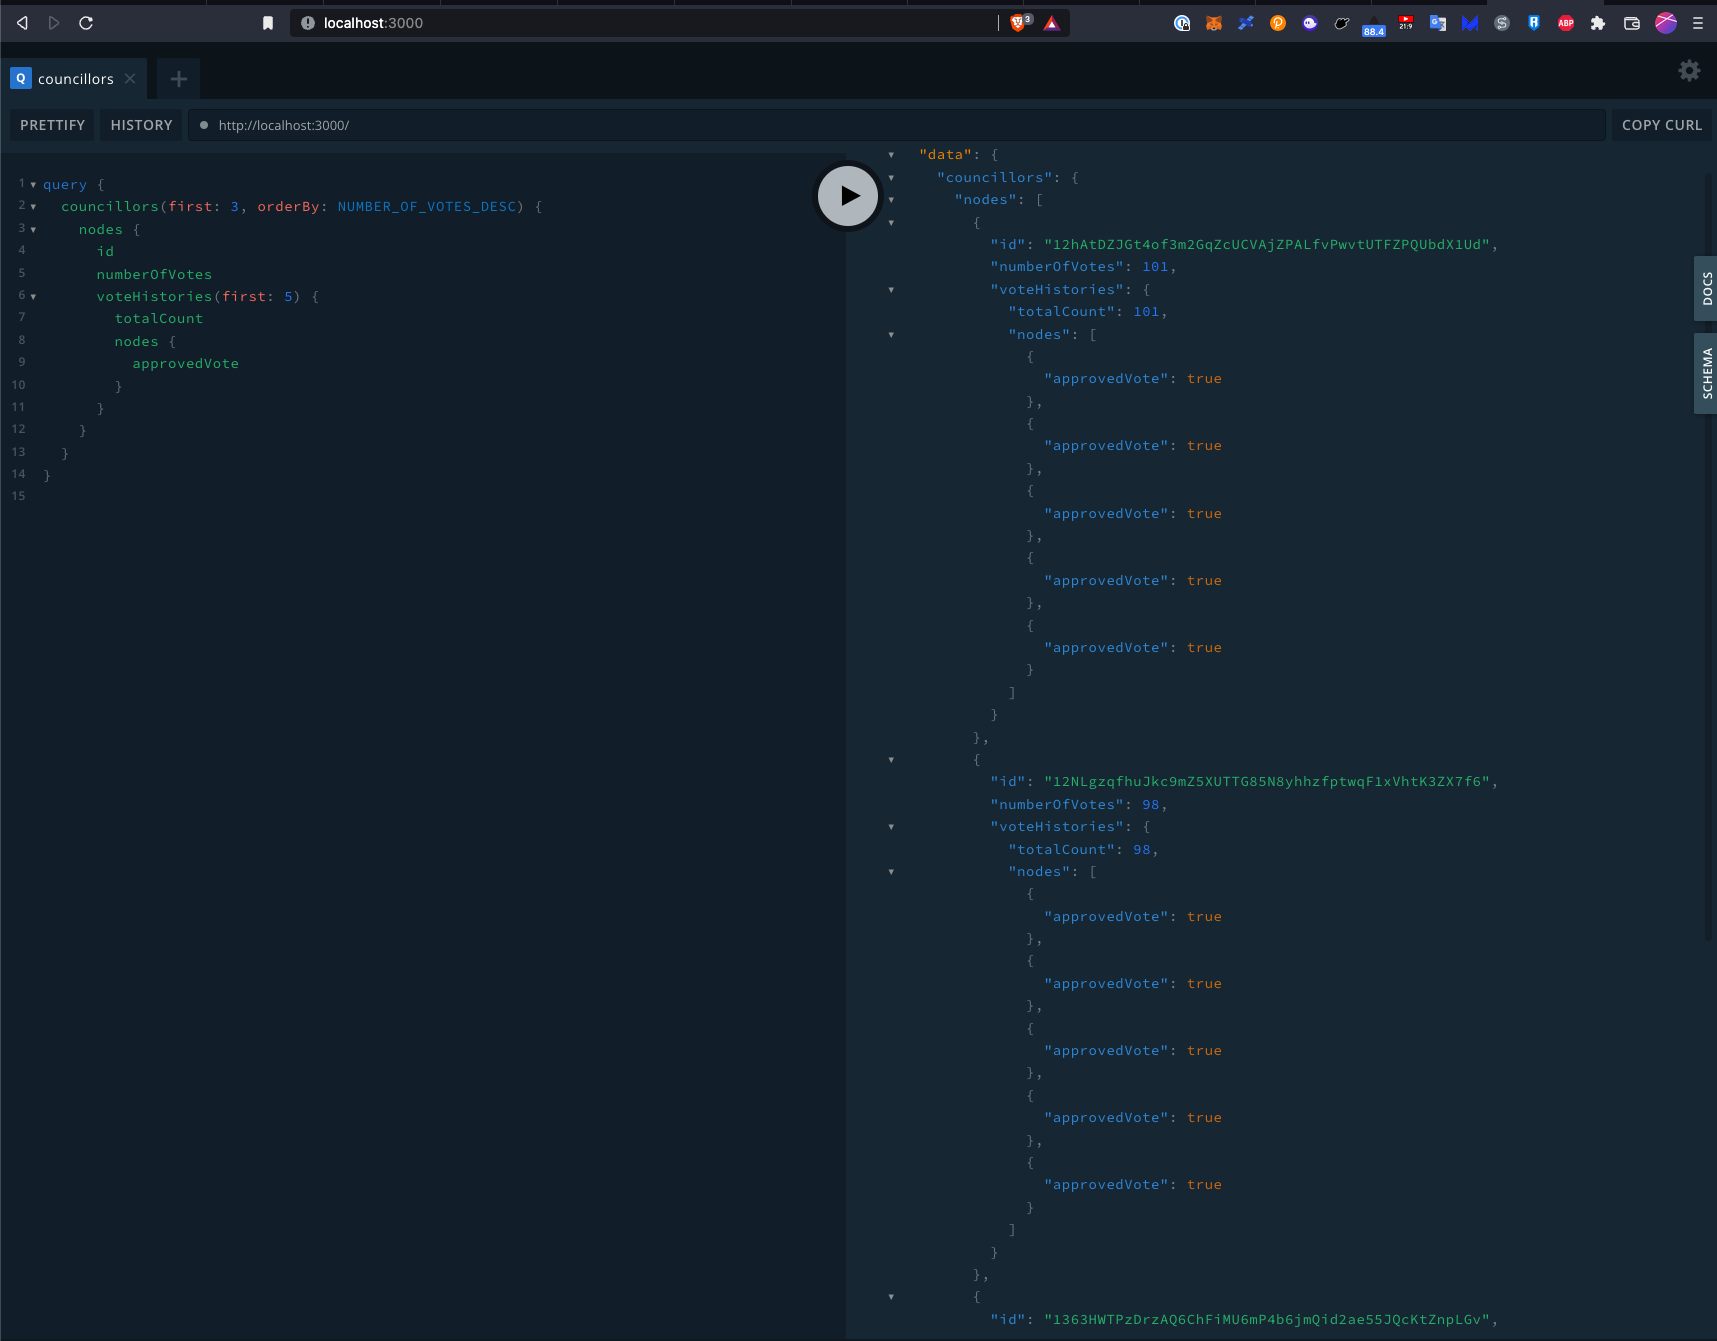 localhost:3000
3
88.4
21:9
ABP
Q councillors
PRETTIFY HISTORY http://localhost:3000/ COPY CURL
1 query {
2 councillors(first: 3, orderBy: NUMBER_OF_VOTES_DESC) {
3 nodes {
4 id
5 numberOfVotes
6 voteHistories(first: 5) {
7 totalCount
8 nodes {
9 approvedVote
10 }
11 }
12 }
13 }
14 }
15
"data": {
"councillors": {
"nodes": [
{
"id": "12hAtDZJGt4of3m2GqZcUCVAjZPALfvPwvtUTFZPQUbdX1Ud",
"numberOfVotes": 101,
"voteHistories": {
"totalCount": 101,
"nodes": [
{
"approvedVote": true
},
{
"approvedVote": true
},
{
"approvedVote": true
},
{
"approvedVote": true
},
{
"approvedVote": true
}
]
}
},
{
"id": "12NLgzqfhuJkc9mZ5XUTTG85N8yhhzfptwqF1xVhtK3ZX7f6",
"numberOfVotes": 98,
"voteHistories": {
"totalCount": 98,
"nodes": [
{
"approvedVote": true
},
{
"approvedVote": true
},
{
"approvedVote": true
},
{
"approvedVote": true
},
{
"approvedVote": true
}
]
}
},
{
"id": "1363HWTPzDrzAQ6ChFiMU6mP4b6jmQid2ae55JQcKtZnpLGv",
DOCS
SCHEMA